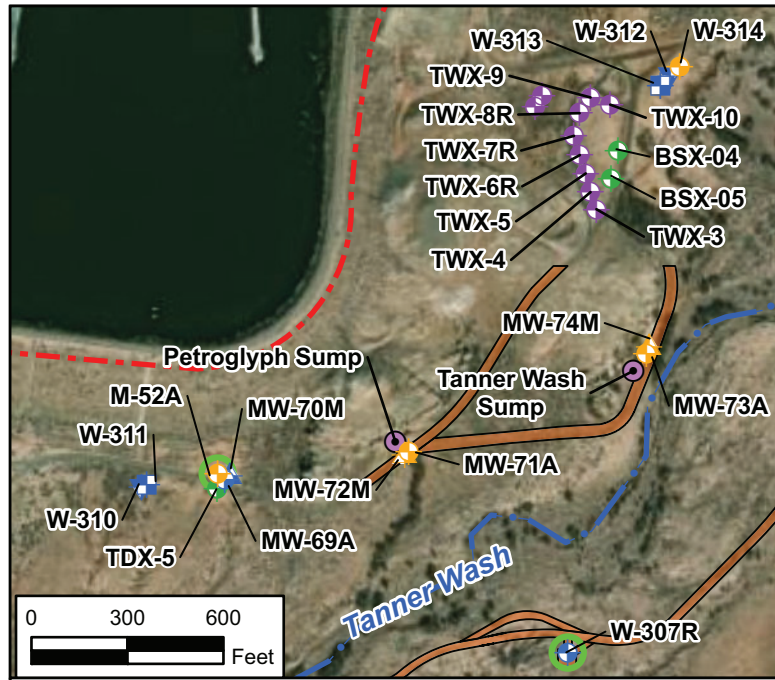 W-312
W-314
W-313
TWX-9
TWX-8R
TWX-10
TWX-7R
BSX-04
TWX-6R
BSX-05
TWX-5
TWX-3
TWX-4
MW-74M
Petroglyph Sump
Tanner Wash
Sump
M-52A
MW-70M
MW-73A
W-311
MW-71A
MW-72M
W-310
MW-69A
TDX-5
Tanner Wash
0 300 600
Feet
W-307R